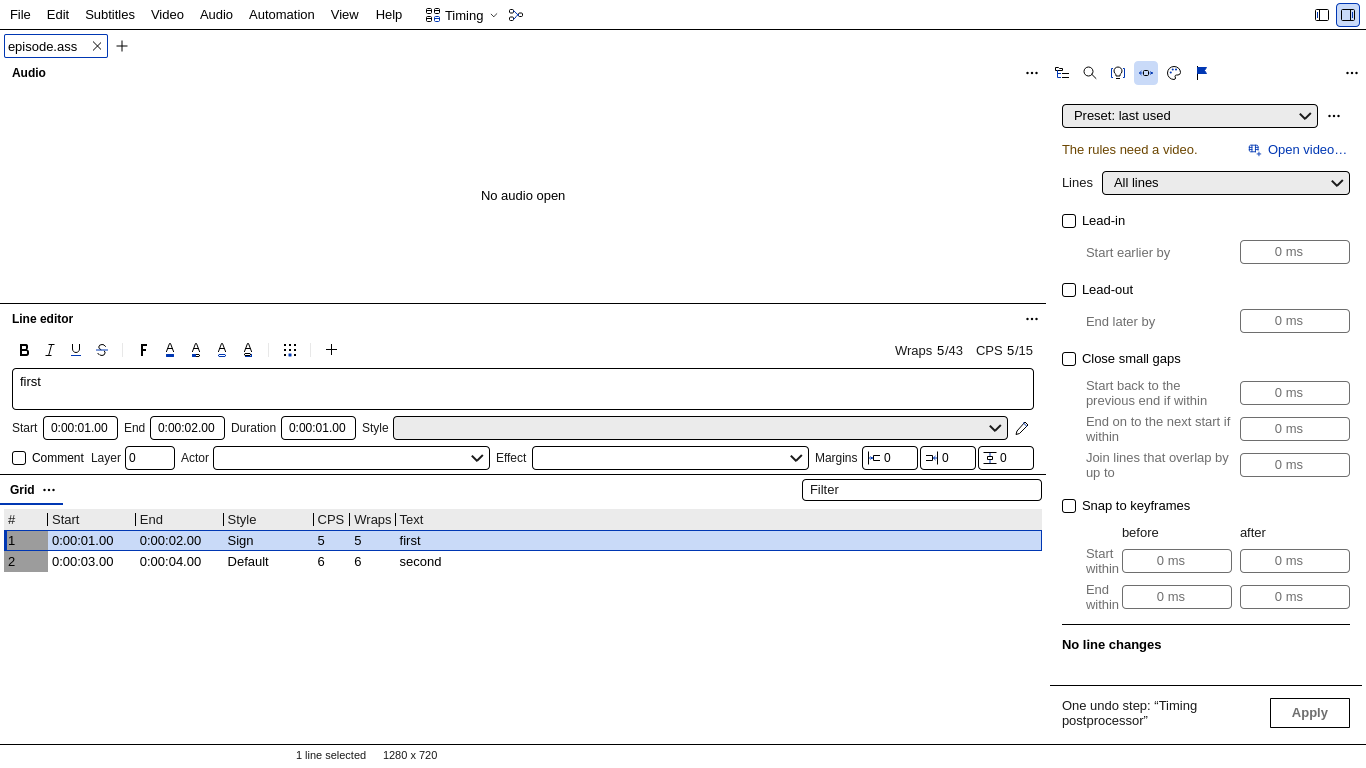 File Edit Subtitles Video Audio Automation View Help Timing
episode.ass
Audio
No audio open
Line editor
Wraps 5/43 CPS 5/15
first
Start 0:00:01.00 End 0:00:02.00 Duration 0:00:01.00 Style
Comment Layer 0 Actor Effect Margins 0 0 0
Grid Filter
# Start End Style CPS Wraps Text
1 0:00:01.00 0:00:02.00 Sign 5 5 first
2 0:00:03.00 0:00:04.00 Default 6 6 second
Preset: last used
The rules need a video. Open video…
Lines All lines
Lead-in
Start earlier by 0 ms
Lead-out
End later by 0 ms
Close small gaps
Start back to the
previous end if within 0 ms
End on to the next start if
within 0 ms
Join lines that overlap by
up to 0 ms
Snap to keyframes
before after
Start
within 0 ms 0 ms
End
within 0 ms 0 ms
No line changes
One undo step: “Timing
postprocessor” Apply
1 line selected 1280 x 720